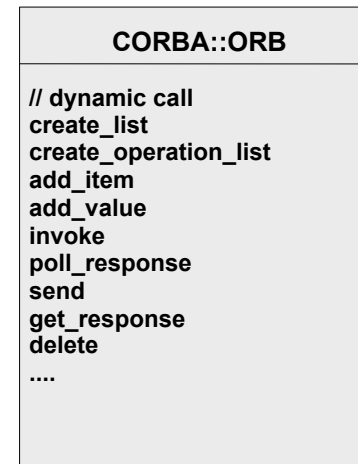 CORBA::ORB
// dynamic call
create_list
create_operation_list
add_item
add_value
invoke
poll_response
send
get_response
delete
....